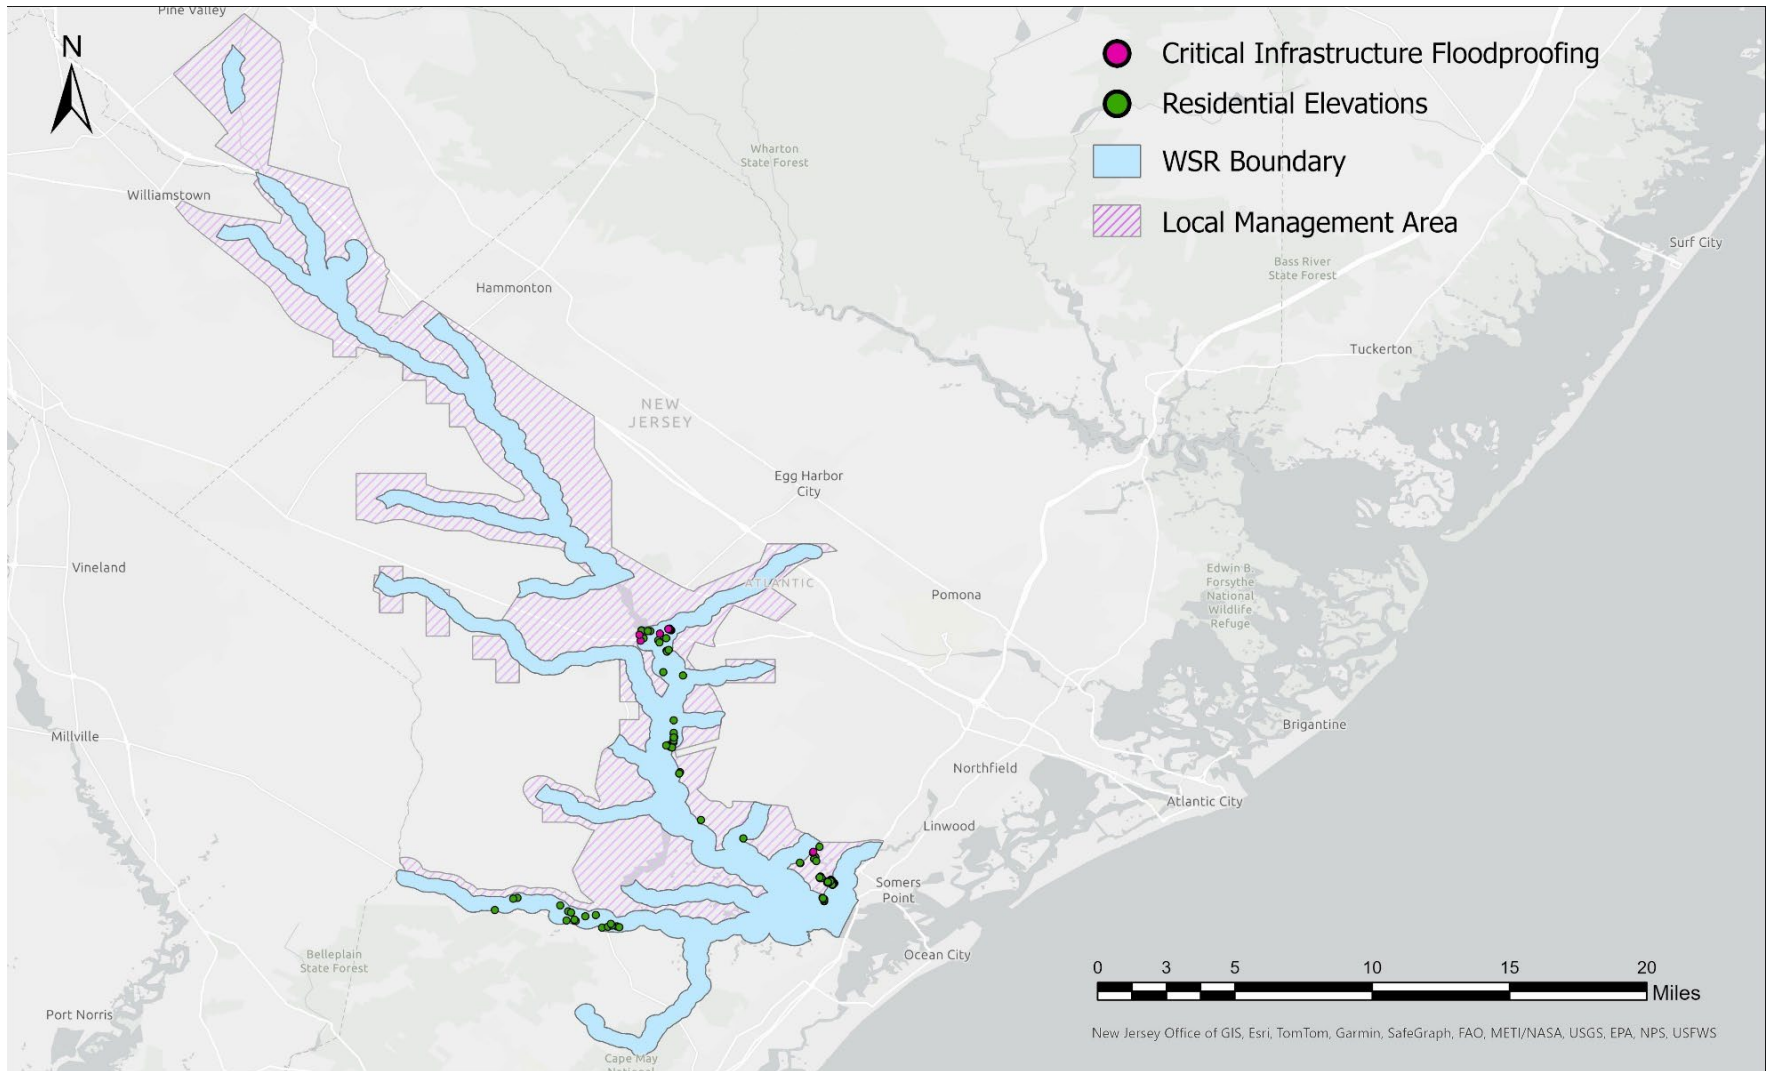 Pine Valley
N
Critical Infrastructure Floodproofing
Residential Elevations
WSR Boundary
Local Management Area
Wharton
State Forest
Williamstown
Surf City
Bass River
State Forest
Hammonton
Tuckerton
NEW
JERSEY
Egg Harbor
City
Vineland
ATLANTIC
Pomona
Edwin B.
Forsythe
National
Wildlife
Refuge
Millville
Brigantine
Northfield
Atlantic City
Linwood
Somers
Point
Ocean City
Belleplain
State Forest
0 3 5 10 15 20
Miles
Port Norris
New Jersey Office of GIS, Esri, TomTom, Garmin, SafeGraph, FAO, METI/NASA, USGS, EPA, NPS, USFWS
Cape May
National